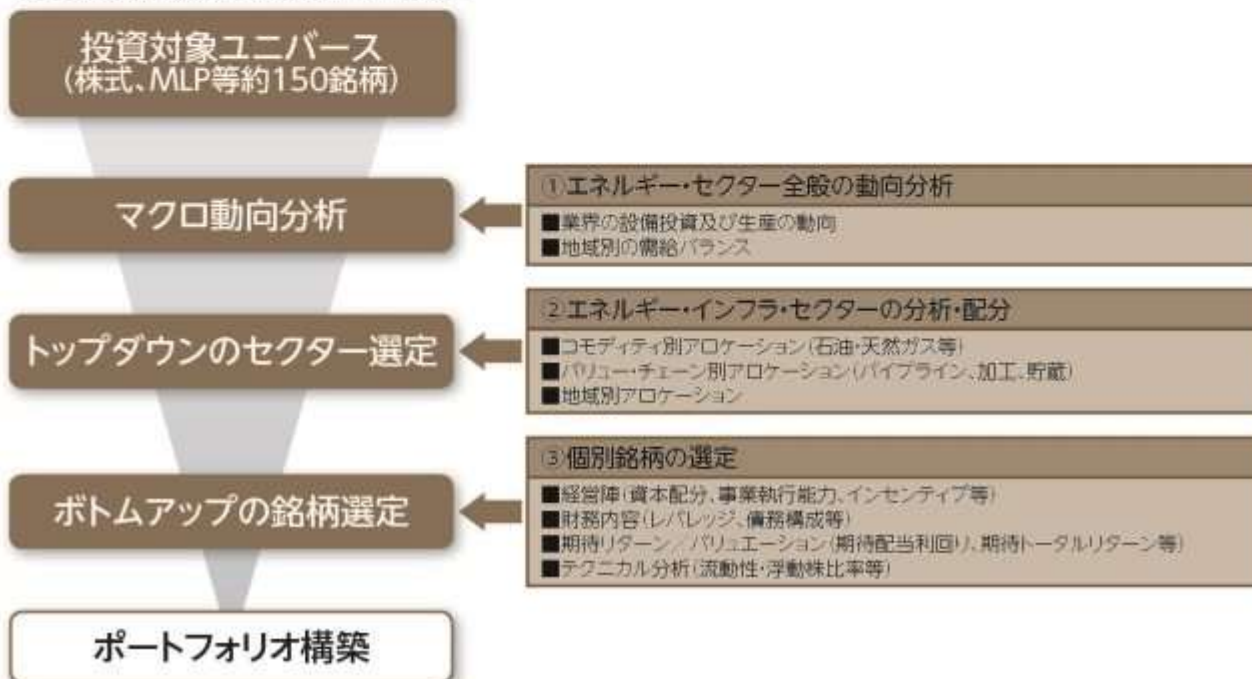 投資対象ユニバース
(株式、MLP等約150銘柄)
マクロ動向分析
①エネルギー・セクター全般の動向分析
■業界の設備投資及び生産の動向
■地域別の需給バランス
トップダウンのセクター選定
②エネルギー・インフラ・セクターの分析・配分
■コモディティ別アロケーション(石油・天然ガス等)
■バリュー・チェーン別アロケーション(パイプライン、加工、貯蔵)
■地域別アロケーション
ボトムアップの銘柄選定
③個別銘柄の選定
■経営陣(資本配分、事業執行能力、インセンティブ等)
■財務内容(レバレッジ、債務構成等)
■期待リターン/バリュエーション(期待配当利回り、期待トータルリターン等)
■テクニカル分析(流動性・浮動株比率等)
ポートフォリオ構築